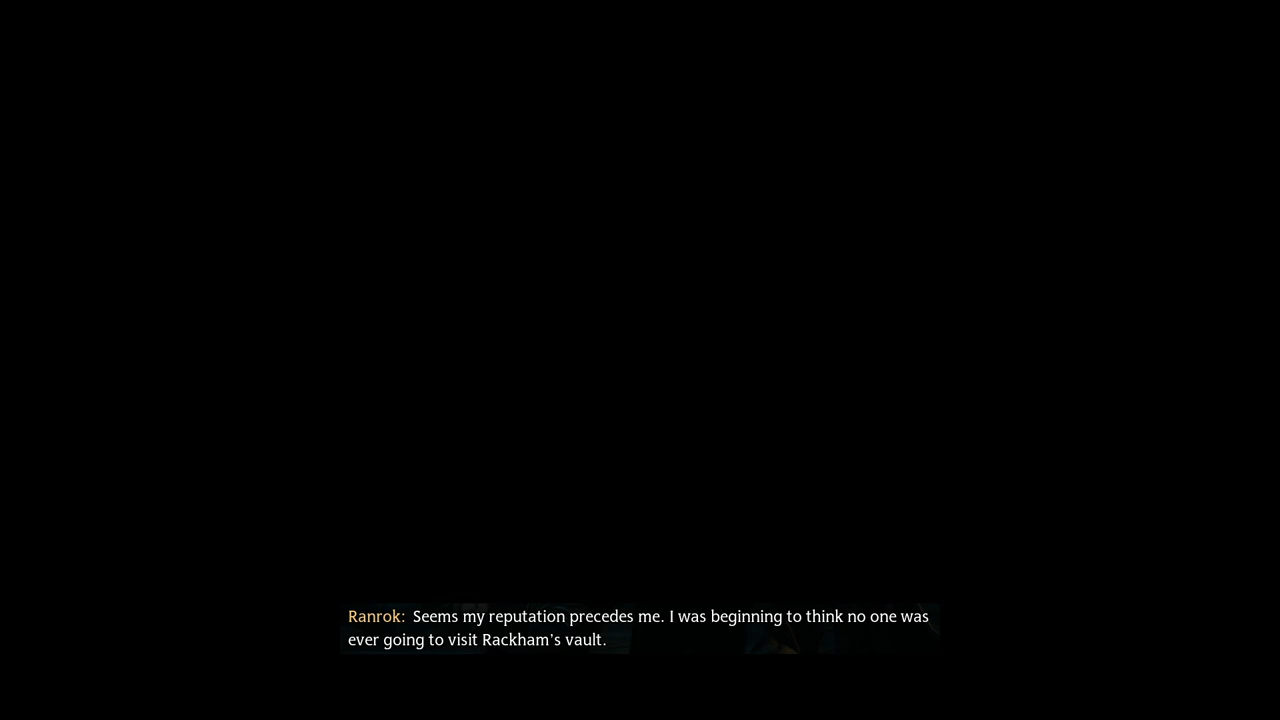 Ranrok: Seems my reputation precedes me. I was beginning to think no one was
ever going to visit Rackham’s vault.